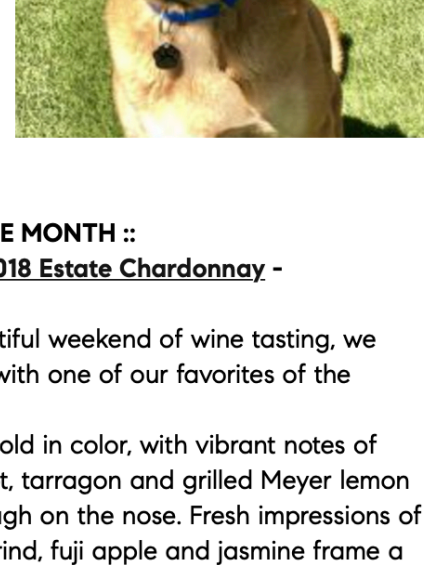 E MONTH ::
018 Estate Chardonnay -
tiful weekend of wine tasting, we
with one of our favorites of the
old in color, with vibrant notes of
t, tarragon and grilled Meyer lemon
ugh on the nose. Fresh impressions of
rind, fuji apple and jasmine frame a